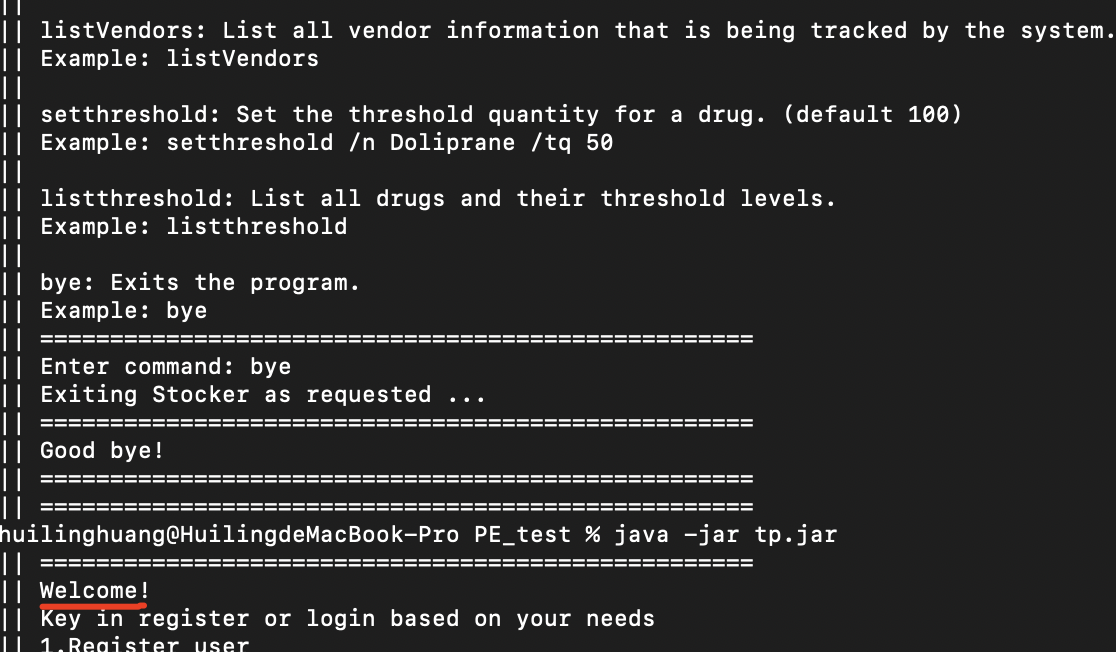 ||
|| listVendors: List all vendor information that is being tracked by the system.
|| Example: listVendors
||
|| setthreshold: Set the threshold quantity for a drug. (default 100)
|| Example: setthreshold /n Doliprane /tq 50
||
|| listthreshold: List all drugs and their threshold levels.
|| Example: listthreshold
||
|| bye: Exits the program.
|| Example: bye
|| ===================================================
|| Enter command: bye
|| Exiting Stocker as requested ...
|| ===================================================
|| Good bye!
|| ===================================================
|| ===================================================
huilinghuang@HuilingdeMacBook-Pro PE_test % java -jar tp.jar
|| ===================================================
|| Welcome!
|| Key in register or login based on your needs
|| 1.Register user